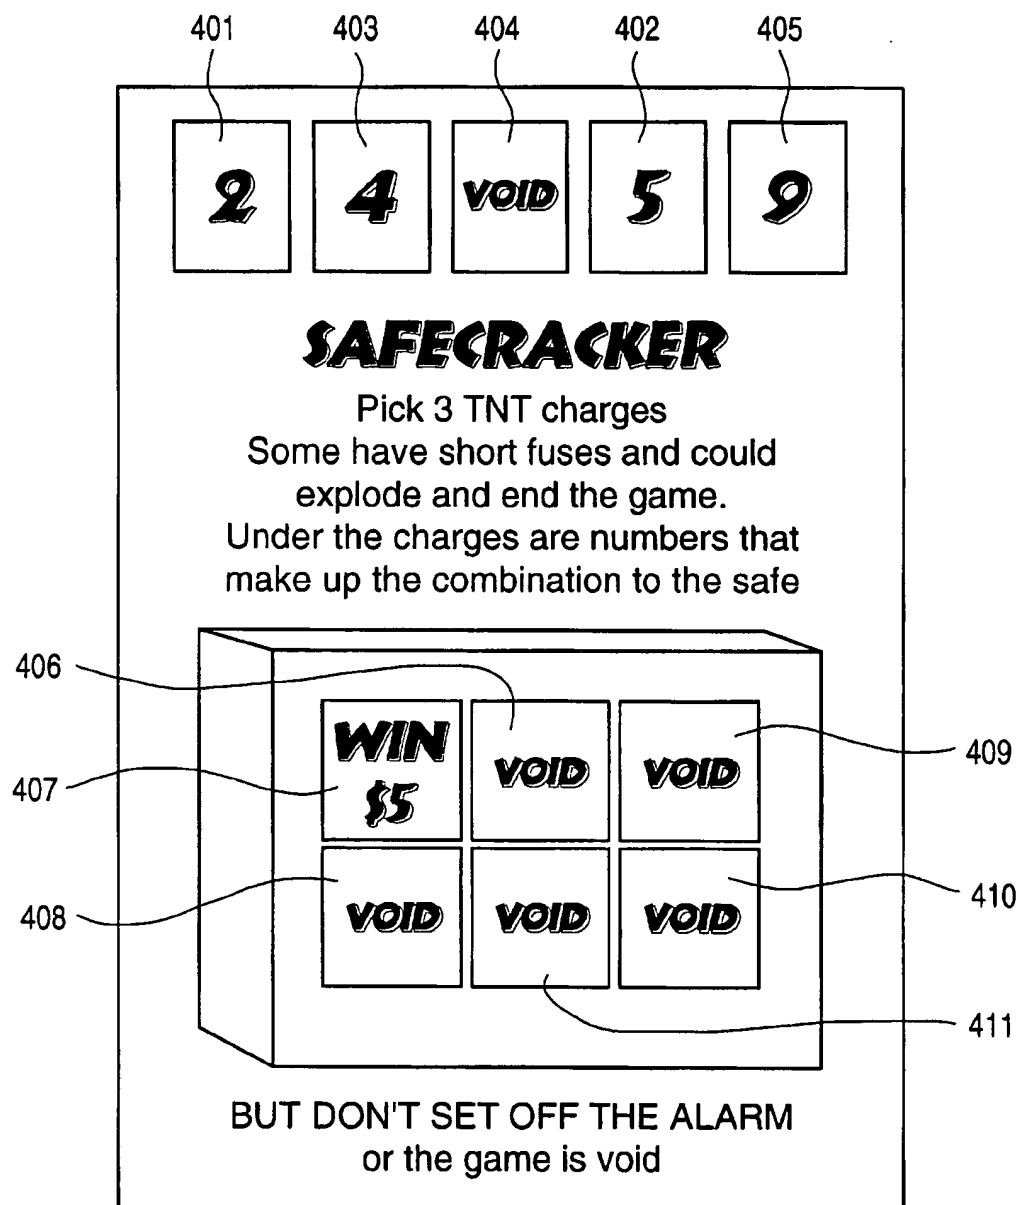 401 403 404 402 405
2 4 VOID 5 9
SAFECRACKER
Pick 3 TNT charges
Some have short fuses and could
explode and end the game.
Under the charges are numbers that
make up the combination to the safe
406
409
407
WIN
$5
VOID VOID
408
410
VOID VOID VOID
411
BUT DON'T SET OFF THE ALARM
or the game is void